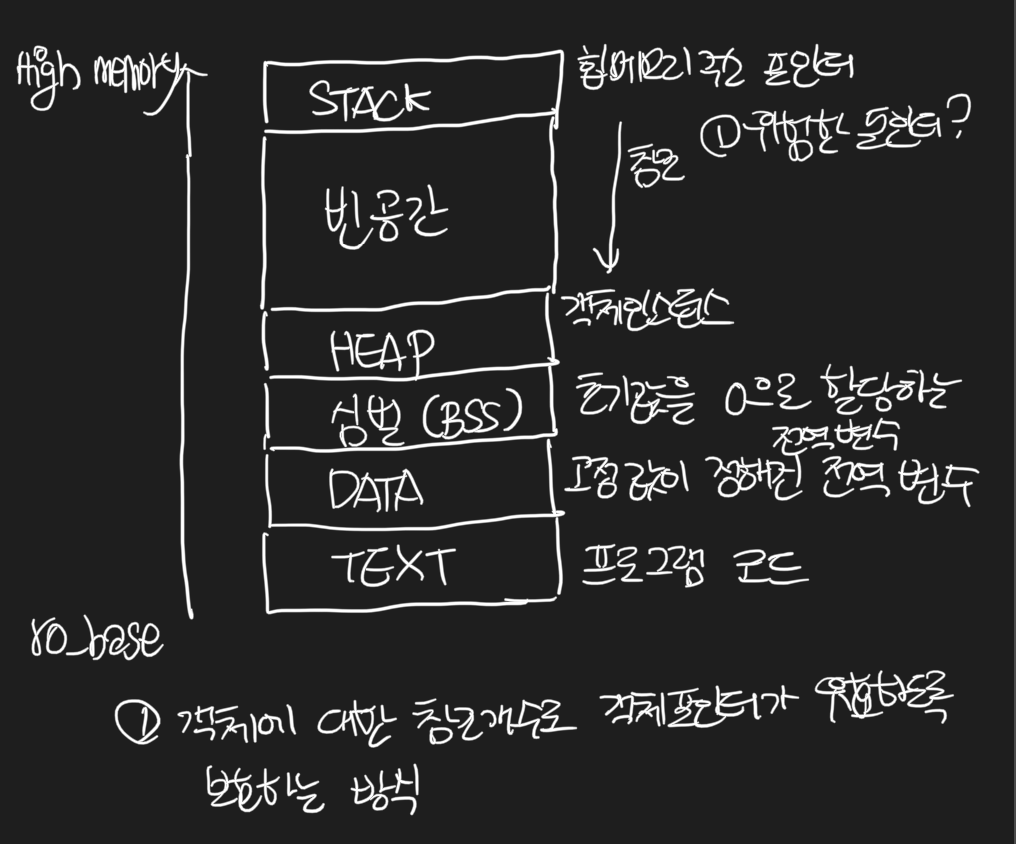 High memory
STACK
힙메모리 주소 포인터
① 위험한 포인터?
참조
빈공간
객체인스턴스
HEAP
심벌 (BSS)
초기값을 0으로 할당하는
전역변수
DATA
고정 값이 정해진 전역 변수
TEXT
프로그램 코드
ro_base
① 객체에 대한 참조갯수로 객체포인터가 유효하도록
보호하는 방식